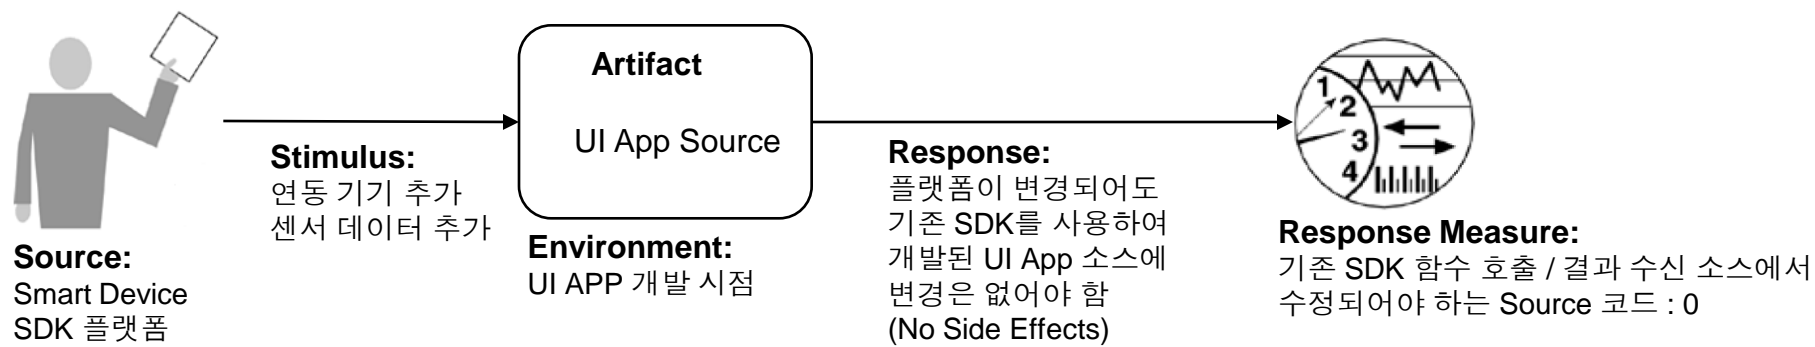 Source:
Smart Device
SDK 플랫폼
Stimulus:
연동 기기 추가
센서 데이터 추가
Artifact
UI App Source
Environment:
UI APP 개발 시점
Response:
플랫폼이 변경되어도
기존 SDK를 사용하여
개발된 UI App 소스에
변경은 없어야 함
(No Side Effects)
1
2
3
4
Response Measure:
기존 SDK 함수 호출 / 결과 수신 소스에서
수정되어야 하는 Source 코드 : 0